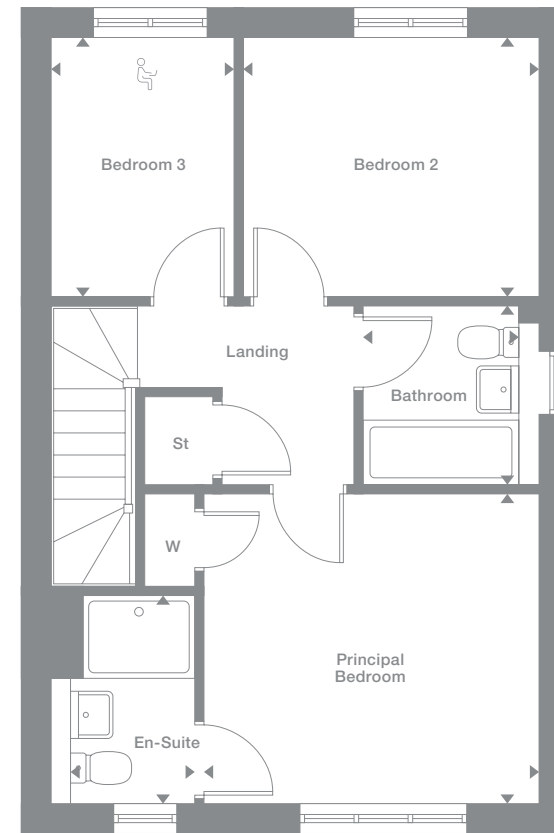 Bedroom 3
Bedroom 2
Landing
Bathroom
St
W
Principal
Bedroom
En-Suite